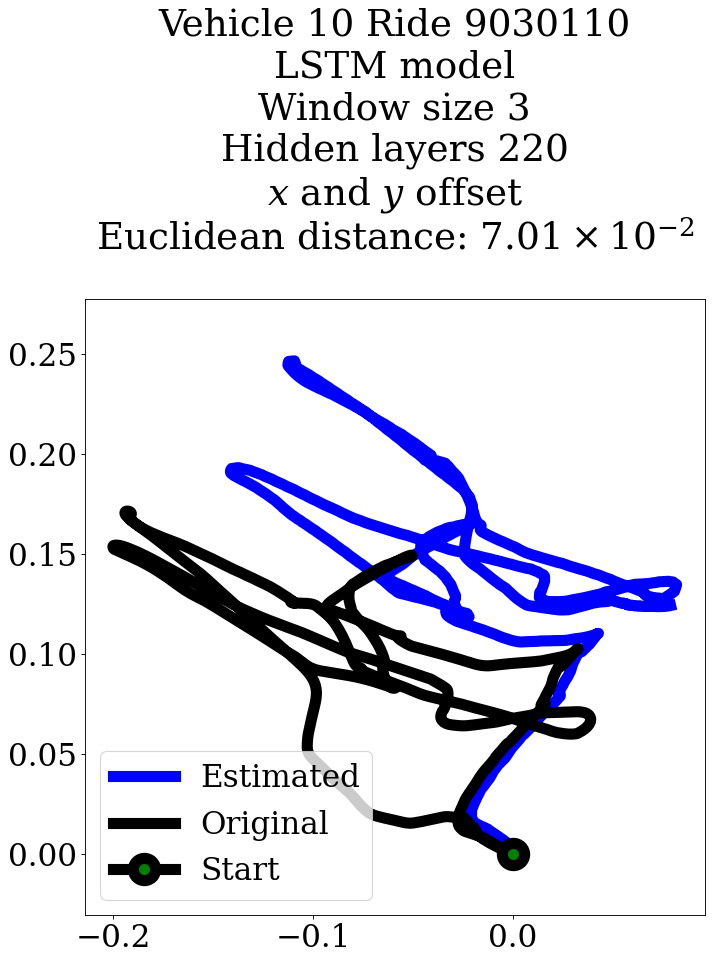 Vehicle 10 Ride 9030110
LSTM model
Window size 3
Hidden layers 220
x and y offset
Euclidean distance: 7.01 × 10⁻²
0.25
0.20
0.15
0.10
0.05
0.00
Estimated
Original
Start
−0.2 −0.1 0.0